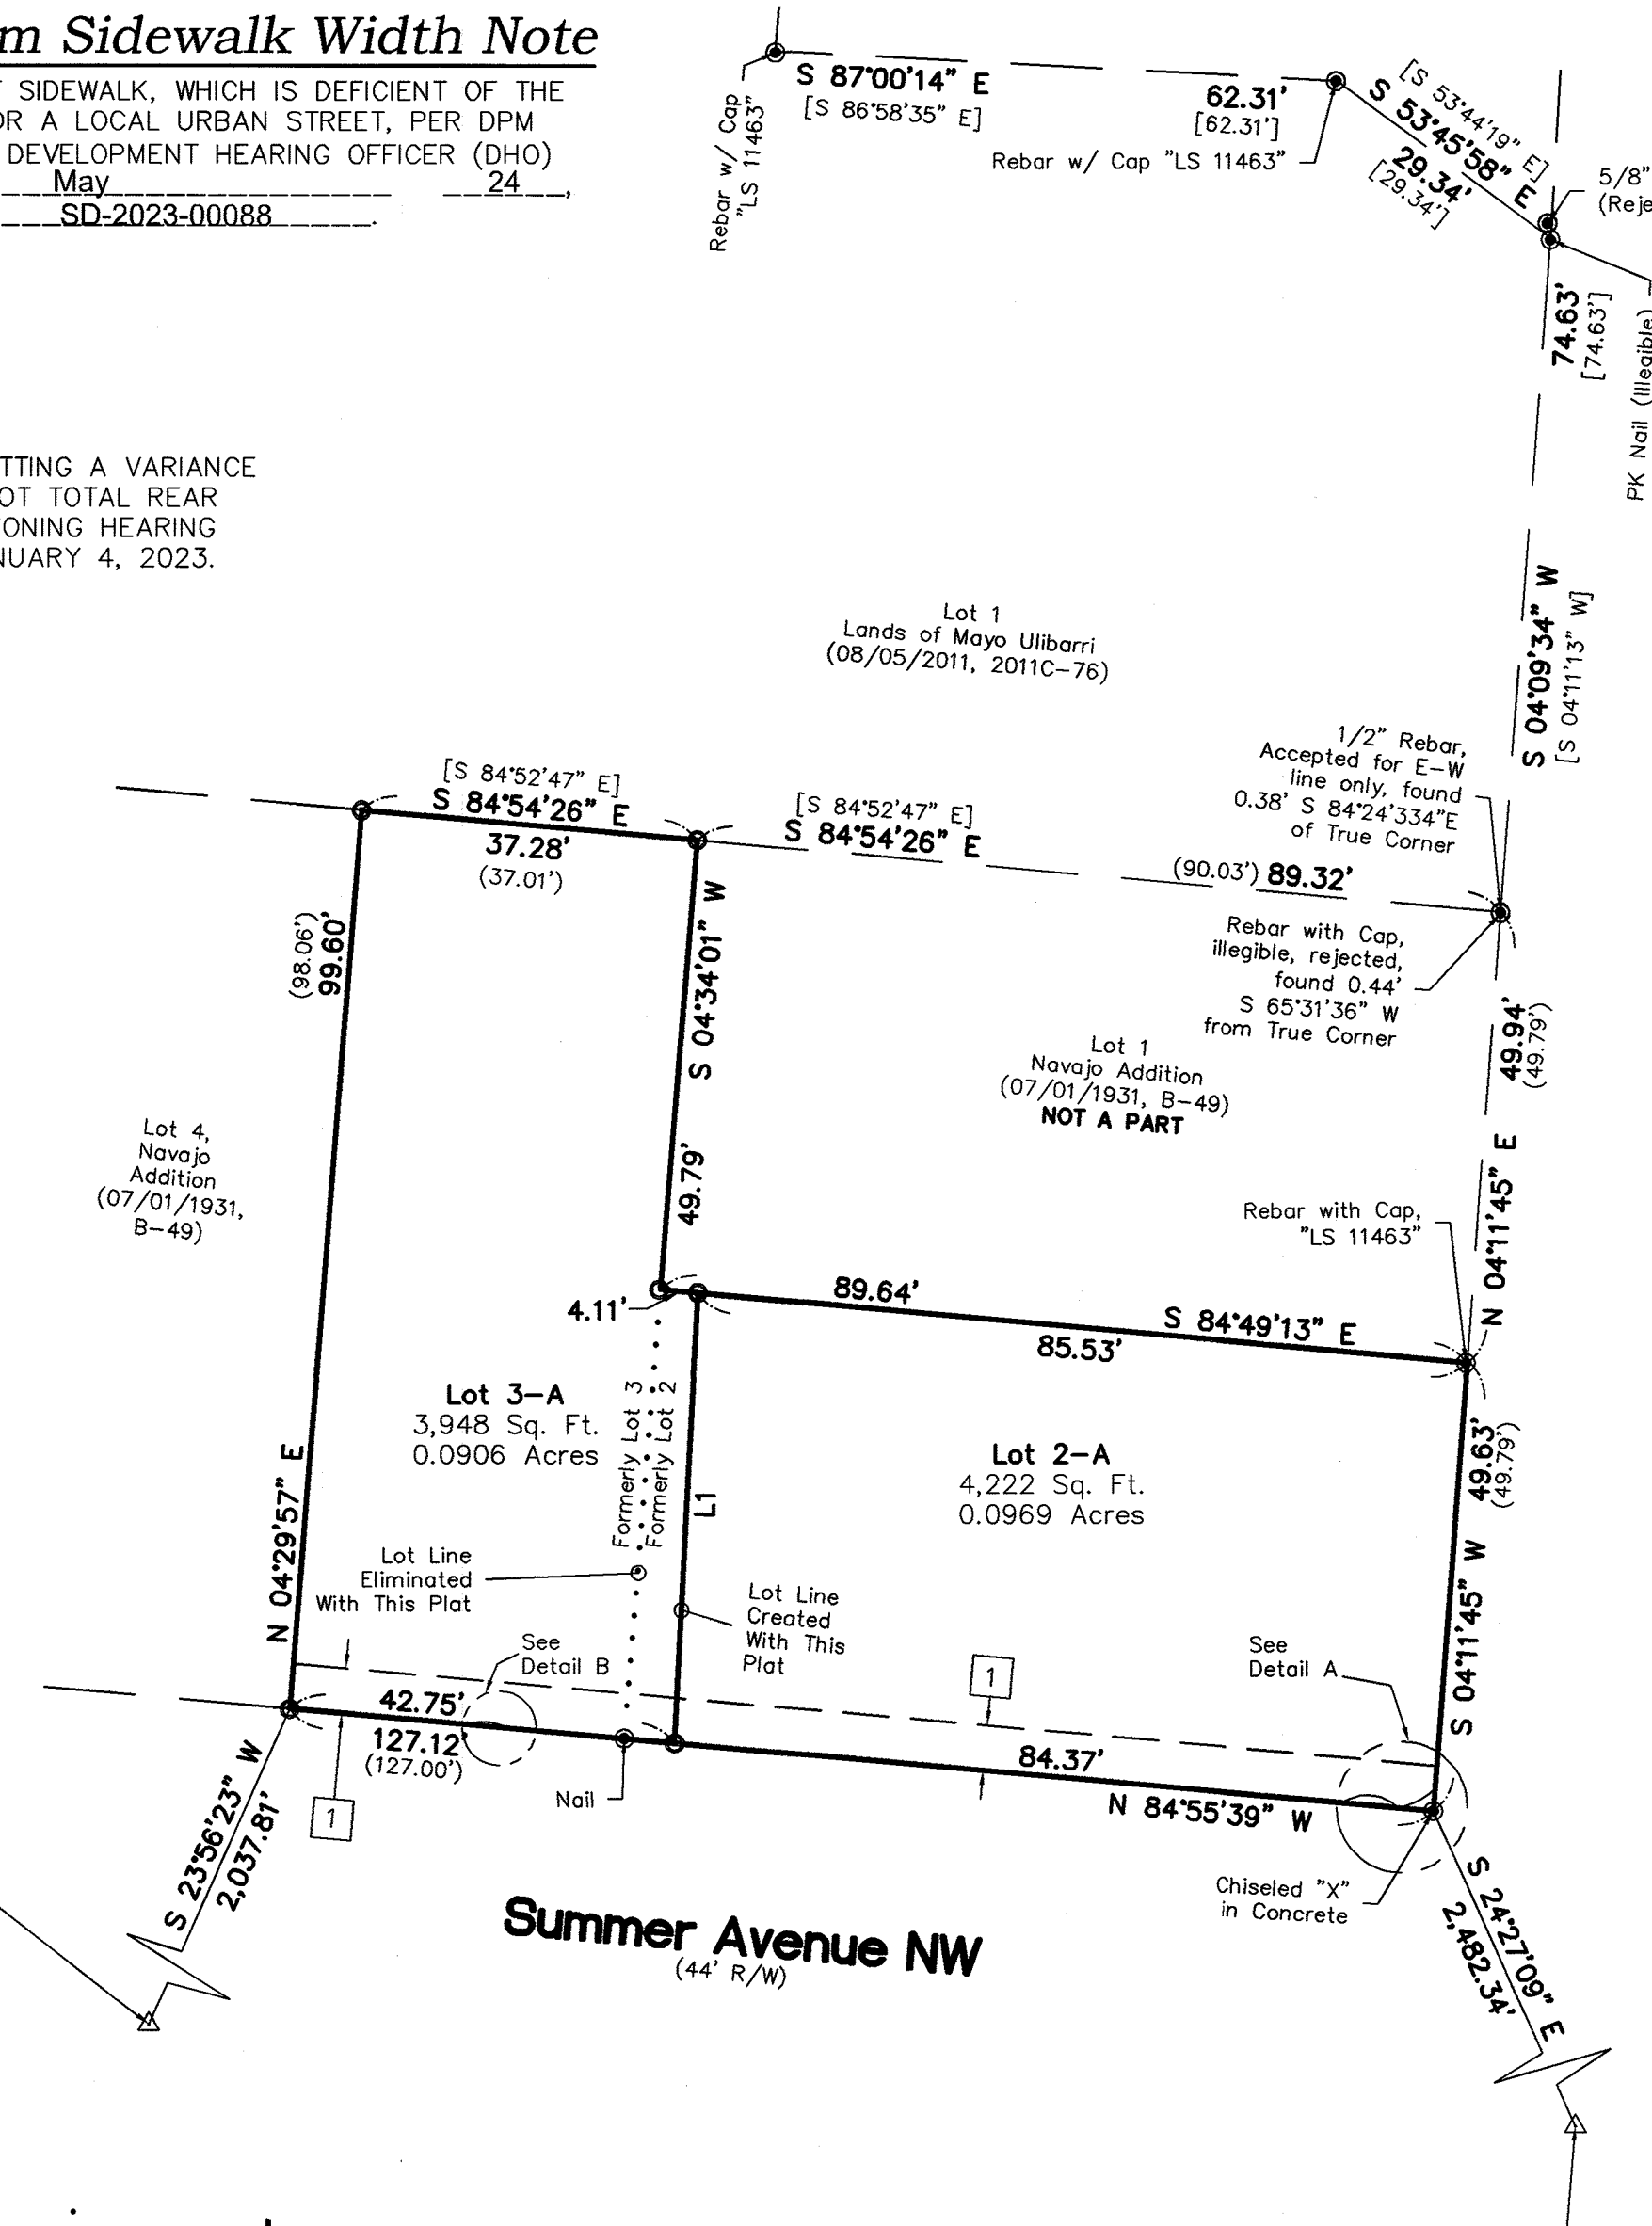 m Sidewalk Width Note
SIDEWALK, WHICH IS DEFICIENT OF THE
OR A LOCAL URBAN STREET, PER DPM
DEVELOPMENT HEARING OFFICER (DHO)
May 24,
SD-2023-00088.
TTING A VARIANCE
OT TOTAL REAR
ONING HEARING
NUARY 4, 2023.
Rebar w/ Cap
"LS 11463"
S 87°00'14" E
[S 86°58'35" E]
62.31'
[62.31']
Rebar w/ Cap "LS 11463"
[S 53°44'19" E]
S 53°45'58" E
29.34'
[29.34']
5/8"
(Reje
74.63'
[74.63']
PK Nail (Illegible)
S 04°09'34" W
[S 04°11'13" W]
Lot 1
Lands of Mayo Ulibarri
(08/05/2011, 2011C-76)
1/2" Rebar,
Accepted for E-W
line only, found
0.38' S 84°24'334"E
of True Corner
[S 84°52'47" E]
S 84°54'26" E
37.28'
(37.01')
[S 84°52'47" E]
S 84°54'26" E
(90.03') 89.32'
Rebar with Cap,
illegible, rejected,
found 0.44'
S 65°31'36" W
from True Corner
(98.06')
99.60'
S 04°34'01" W
49.79'
49.94'
(49.79')
N 04°11'45" E
Lot 1
Navajo Addition
(07/01/1931, B-49)
NOT A PART
Lot 4,
Navajo
Addition
(07/01/1931,
B-49)
Rebar with Cap,
"LS 11463"
4.11'
89.64'
S 84°49'13" E
85.53'
Lot 3-A
3,948 Sq. Ft.
0.0906 Acres
Formerly Lot 3
Formerly Lot 2
L1
Lot 2-A
4,222 Sq. Ft.
0.0969 Acres
49.63'
(49.79')
S 04°11'45" W
N 04°29'57" E
Lot Line
Eliminated
With This Plat
Lot Line
Created
With This
Plat
See
Detail B
See
Detail A
1
42.75'
127.12'
(127.00')
84.37'
N 84°55'39" W
1
Nail
S 23°56'23" W
2,037.81'
Chiseled "X"
in Concrete
S 24°27'09" E
2,482.34'
Summer Avenue NW
(44' R/W)